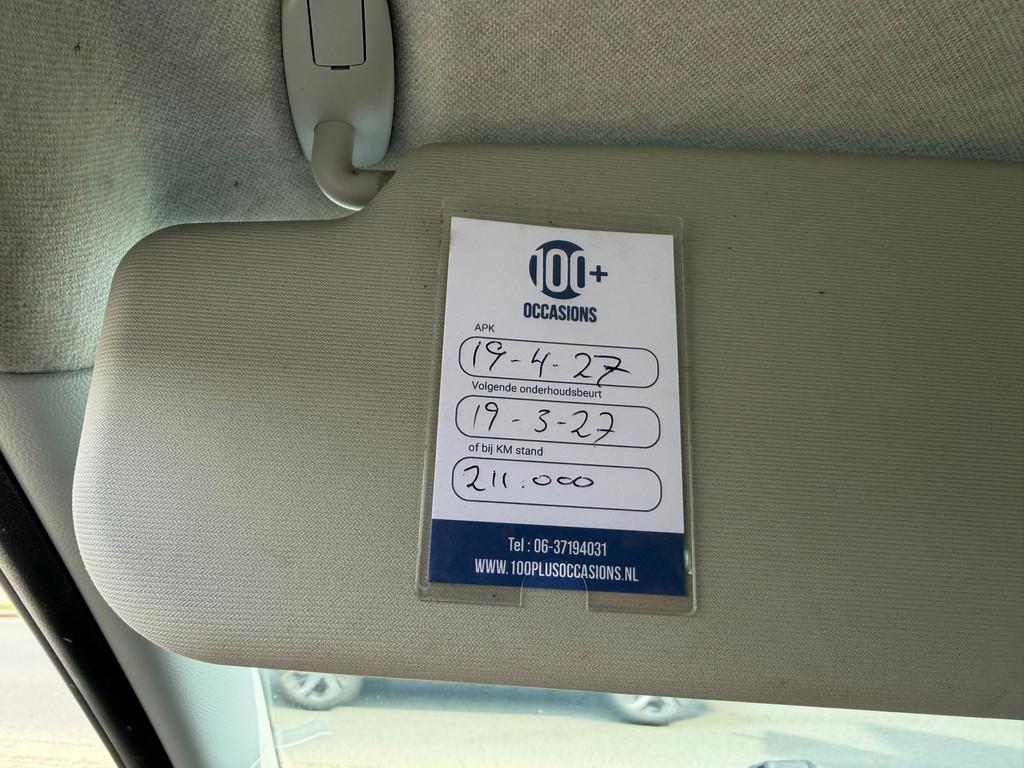 100+
OCCASIONS
APK
19-4-27
Volgende onderhoudsbeurt
19-3-27
of bij KM stand
211.000
Tel : 06-37194031
WWW.100PLUSOCCASIONS.NL